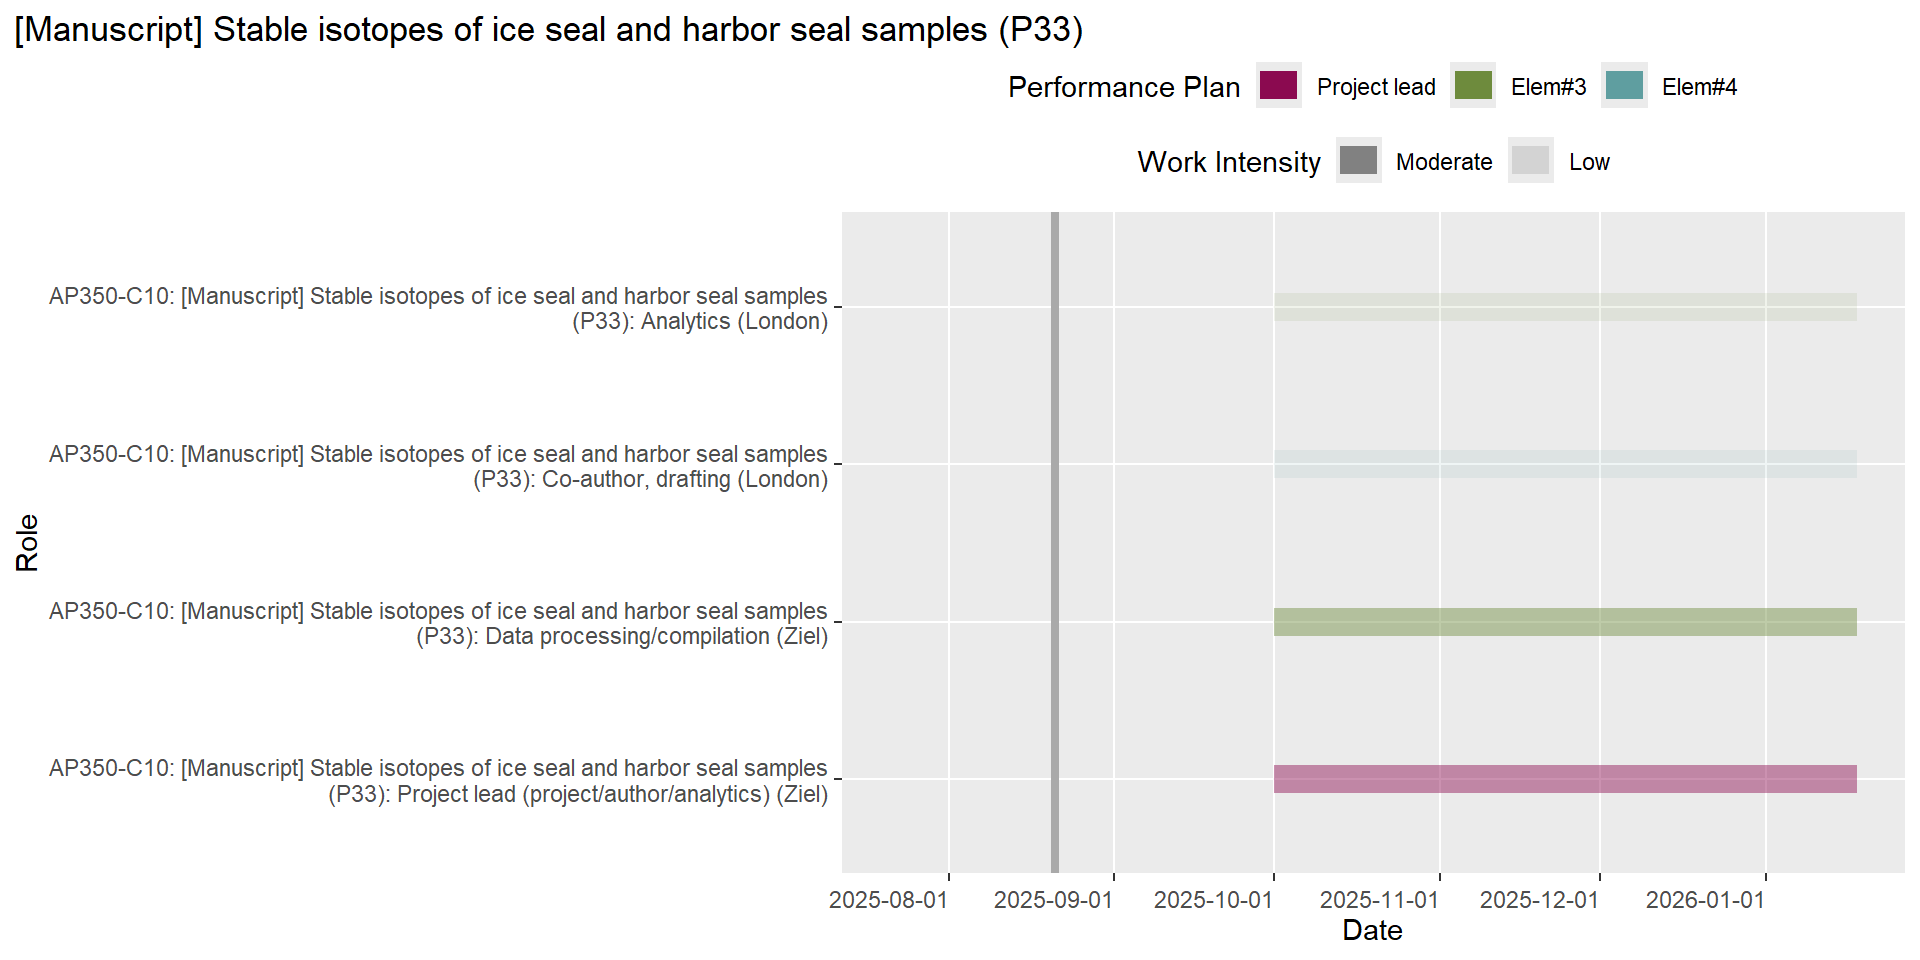 [Manuscript] Stable isotopes of ice seal and harbor seal samples (P33)
Performance Plan Project lead Elem#3 Elem#4
Work Intensity Moderate Low
AP350-C10: [Manuscript] Stable isotopes of ice seal and harbor seal samples
(P33): Analytics (London)
AP350-C10: [Manuscript] Stable isotopes of ice seal and harbor seal samples
(P33): Co-author, drafting (London)
Role
AP350-C10: [Manuscript] Stable isotopes of ice seal and harbor seal samples
(P33): Data processing/compilation (Ziel)
AP350-C10: [Manuscript] Stable isotopes of ice seal and harbor seal samples
(P33): Project lead (project/author/analytics) (Ziel)
2025-08-01 2025-09-01 2025-10-01 2025-11-01 2025-12-01 2026-01-01
Date